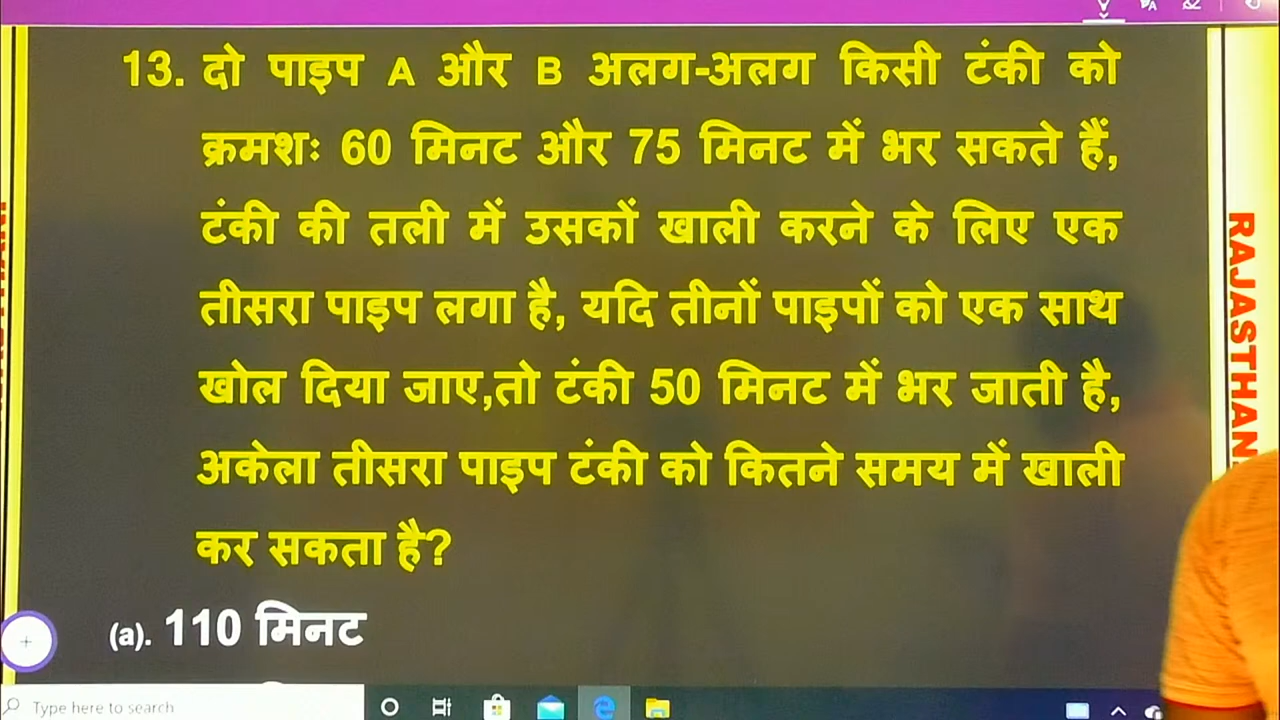 13. दो पाइप A और B अलग-अलग किसी टंकी को
क्रमशः 60 मिनट और 75 मिनट में भर सकते हैं,
टंकी की तली में उसकों खाली करने के लिए एक
तीसरा पाइप लगा है, यदि तीनों पाइपों को एक साथ
खोल दिया जाए,तो टंकी 50 मिनट में भर जाती है,
अकेला तीसरा पाइप टंकी को कितने समय में खाली
कर सकता है?
(a). 110 मिनट
RAJASTHAN
Type here to search